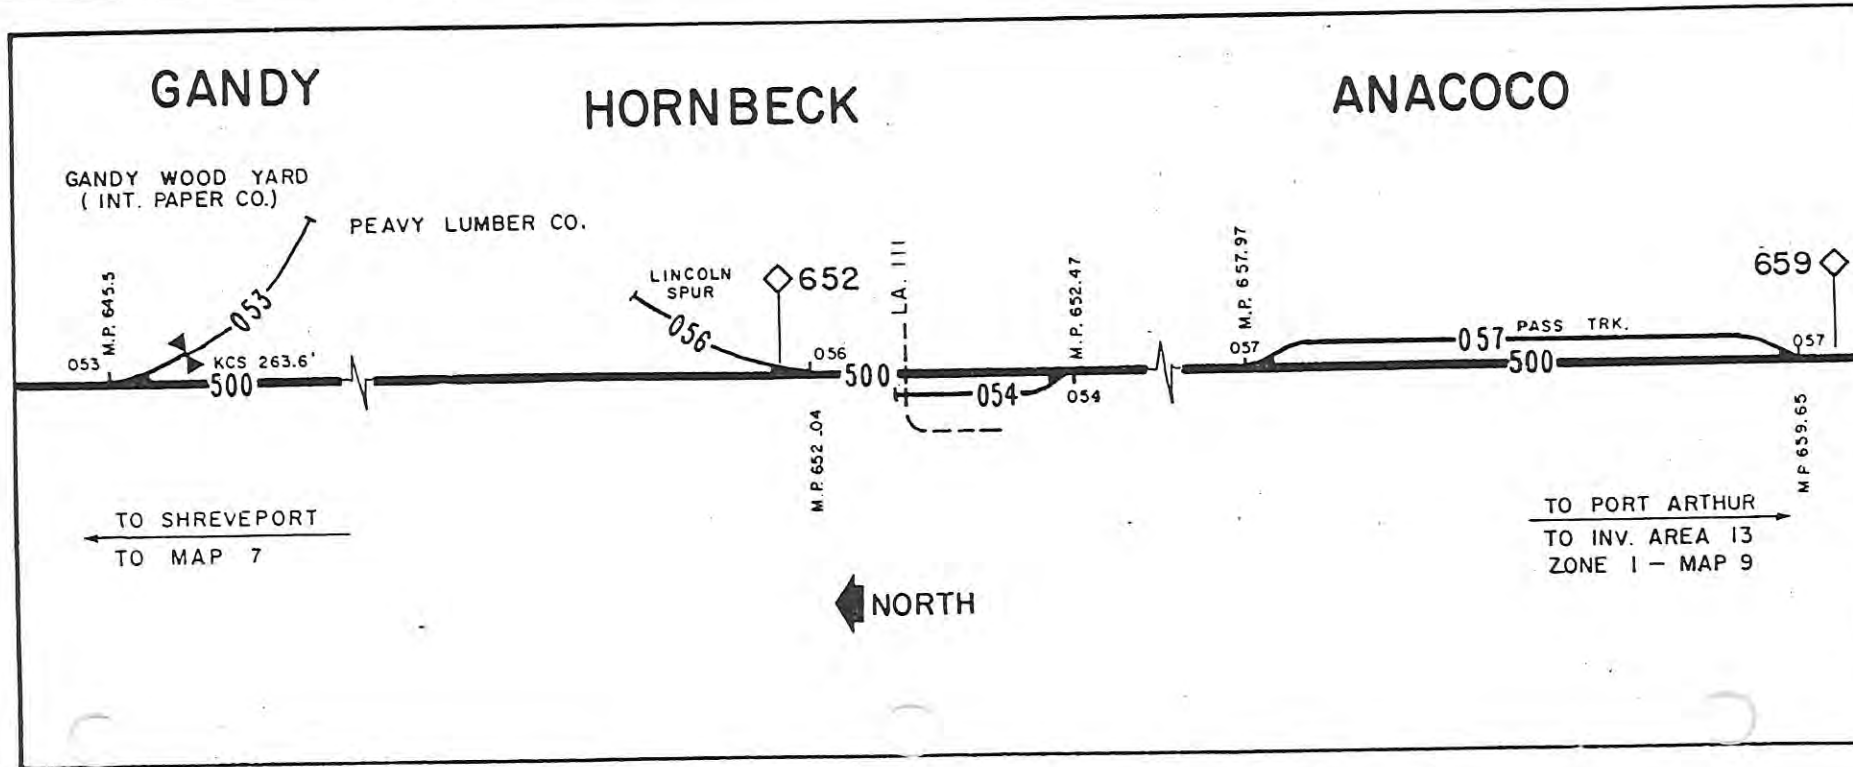 GANDY
HORNBECK
ANACOCO
GANDY WOOD YARD
( INT. PAPER CO.)
PEAVY LUMBER CO.
M.P. 645.5
053
053
KCS 263.6'
500
LINCOLN
SPUR
056
652
056
500
LA. 111
M.P. 652.47
054
054
M.P. 652 .04
M.P. 657.97
057
057
PASS TRK.
500
659
057
M P 659.65
TO SHREVEPORT
TO MAP 7
NORTH
TO PORT ARTHUR
TO INV. AREA 13
ZONE 1 - MAP 9